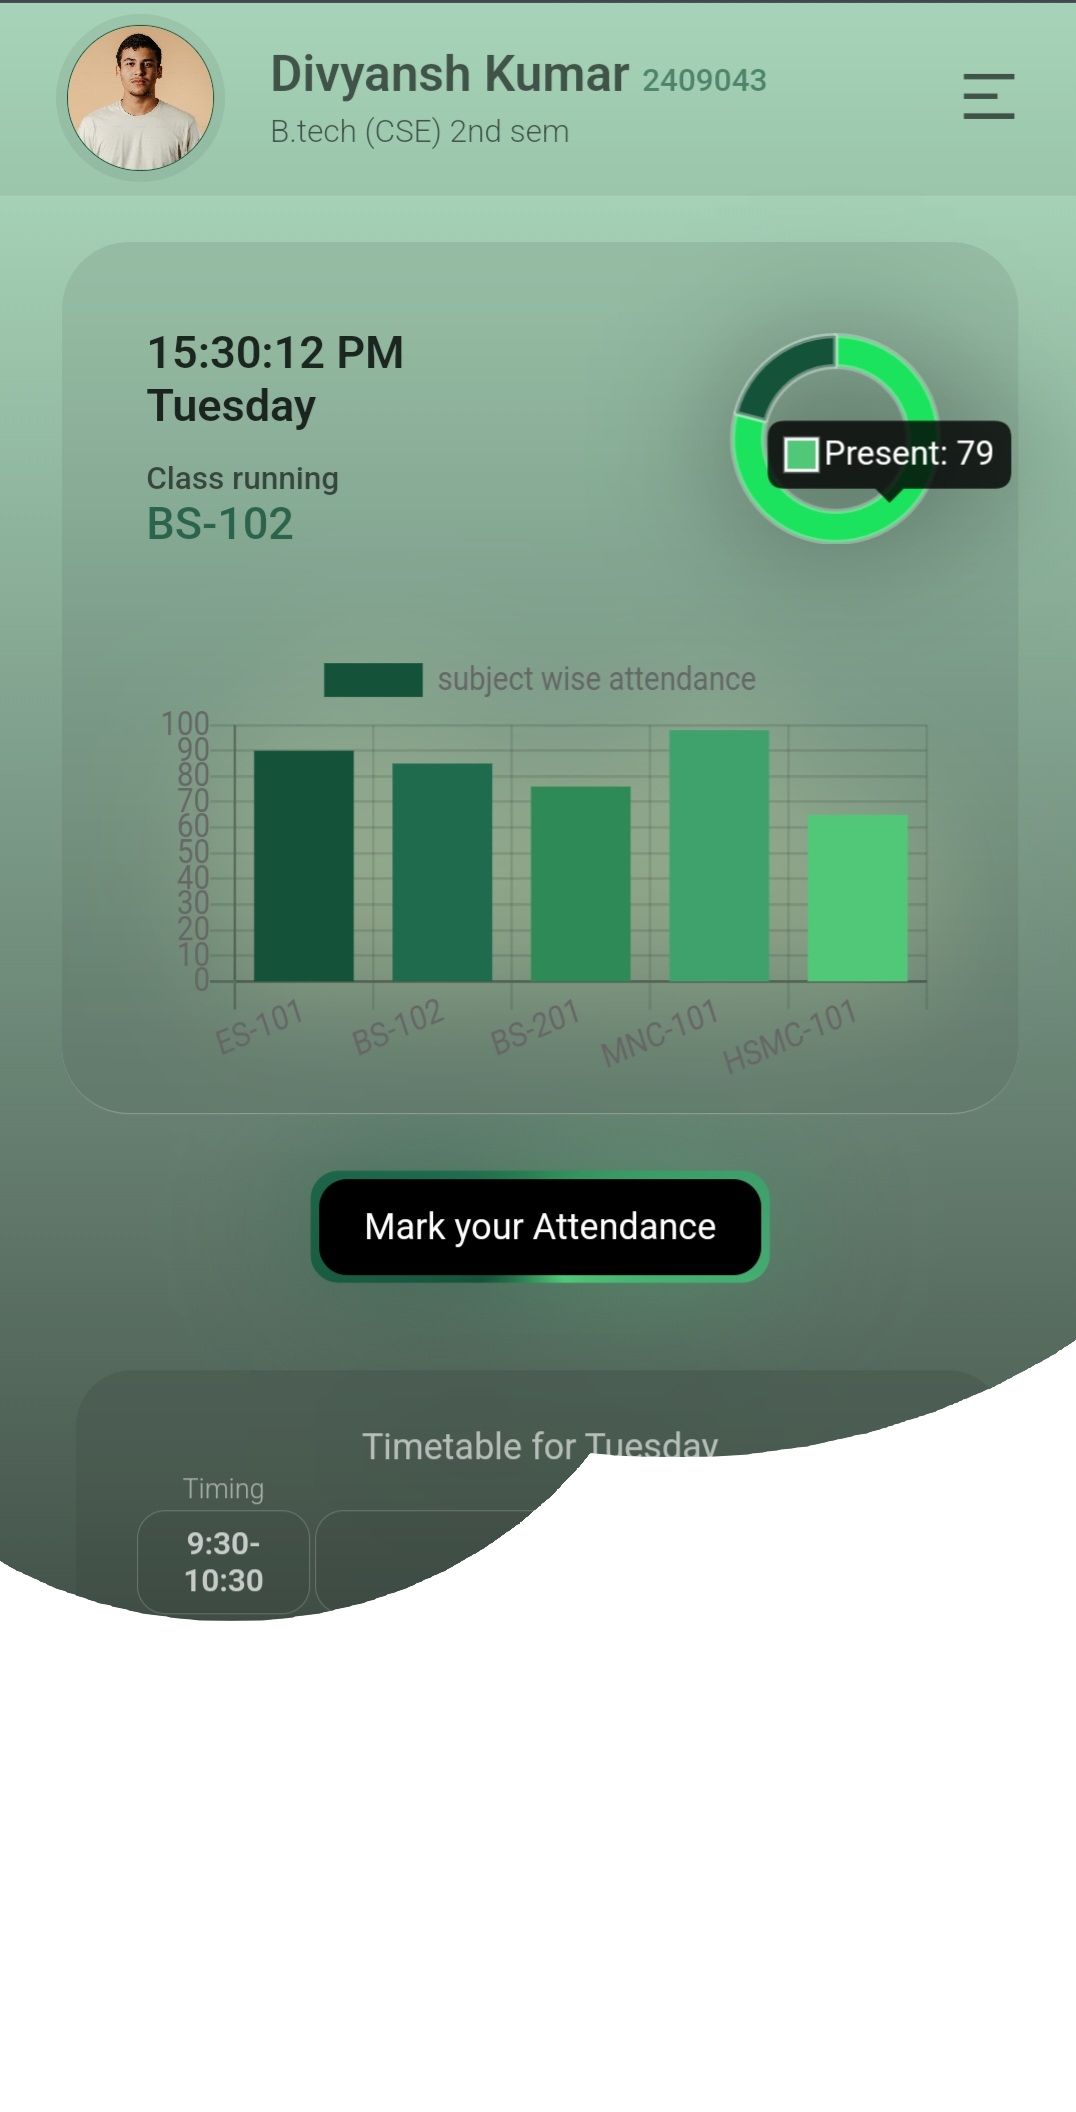 Divyansh Kumar 2409043
B.tech (CSE) 2nd sem
15:30:12 PM
Tuesday
Class running
BS-102
Present: 79
subject wise attendance
100
90
80
70
60
50
40
30
20
10
0
ES-101 BS-102 BS-201 MNC-101 HSMC-101
Mark your Attendance
Timetable for Tuesday
Timing
9:30-
10:30